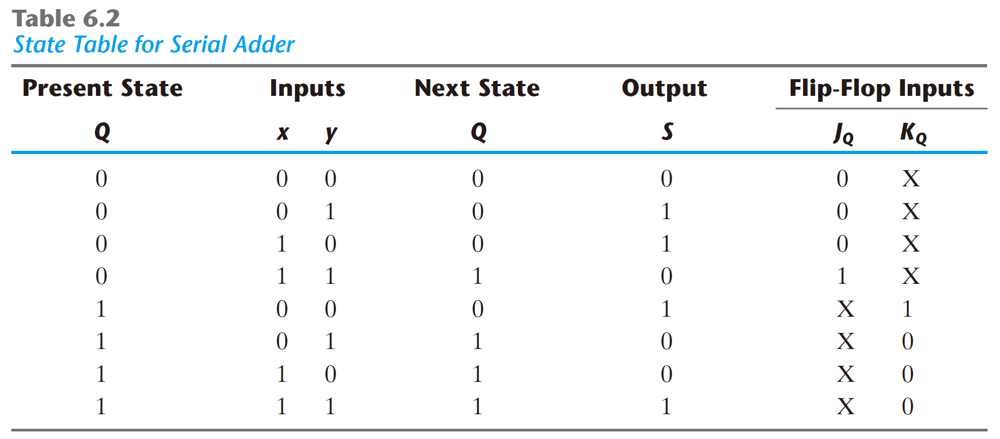 Table 6.2
State Table for Serial Adder
Present State Inputs Next State Output Flip-Flop Inputs
Q x y Q S J_Q K_Q
0 0 0 0 0 0 X
0 0 1 0 1 0 X
0 1 0 0 1 0 X
0 1 1 1 0 1 X
1 0 0 0 1 X 1
1 0 1 1 0 X 0
1 1 0 1 0 X 0
1 1 1 1 1 X 0